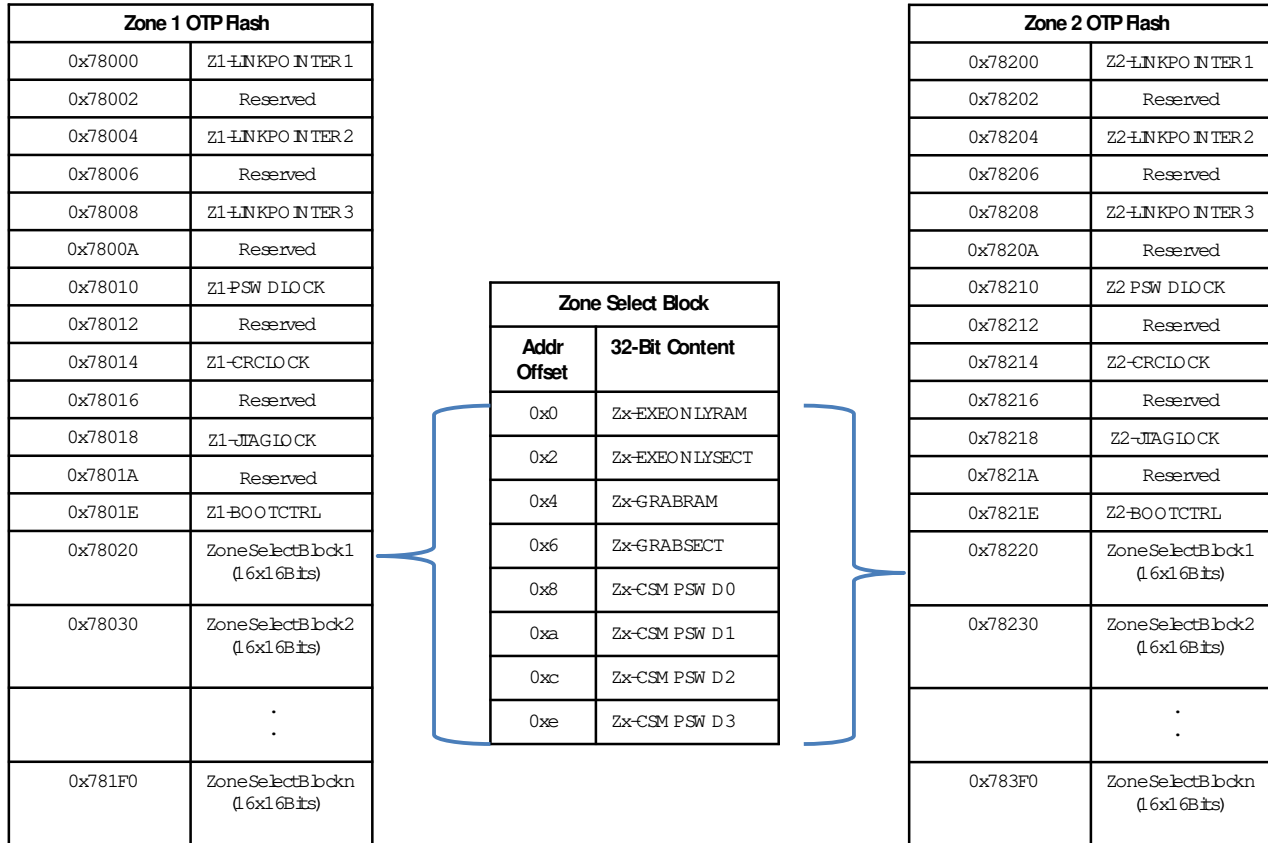 Zone 1 OTP Flash
0x78000 Z1-LINKPOINTER1
0x78002 Reserved
0x78004 Z1-LINKPOINTER2
0x78006 Reserved
0x78008 Z1-LINKPOINTER3
0x7800A Reserved
0x78010 Z1-PSWDLOCK
0x78012 Reserved
0x78014 Z1-CRCLOCK
0x78016 Reserved
0x78018 Z1-JTAGLOCK
0x7801A Reserved
0x7801E Z1-BOOTCTRL
0x78020 ZoneSelectBlock1
(16x16Bits)
0x78030 ZoneSelectBlock2
(16x16Bits)
.
.
0x781F0 ZoneSelectBlockn
(16x16Bits)
Zone Select Block
Addr Offset 32-Bit Content
0x0 Zx-EXEONLYRAM
0x2 Zx-EXEONLYSECT
0x4 Zx-GRABRAM
0x6 Zx-GRABSECT
0x8 Zx-CSMPSWD0
0xa Zx-CSMPSWD1
0xc Zx-CSMPSWD2
0xe Zx-CSMPSWD3
Zone 2 OTP Flash
0x78200 Z2-LINKPOINTER1
0x78202 Reserved
0x78204 Z2-LINKPOINTER2
0x78206 Reserved
0x78208 Z2-LINKPOINTER3
0x7820A Reserved
0x78210 Z2 PSWDLOCK
0x78212 Reserved
0x78214 Z2-CRCLOCK
0x78216 Reserved
0x78218 Z2-JTAGLOCK
0x7821A Reserved
0x7821E Z2-BOOTCTRL
0x78220 ZoneSelectBlock1
(16x16Bits)
0x78230 ZoneSelectBlock2
(16x16Bits)
.
.
0x783F0 ZoneSelectBlockn
(16x16Bits)